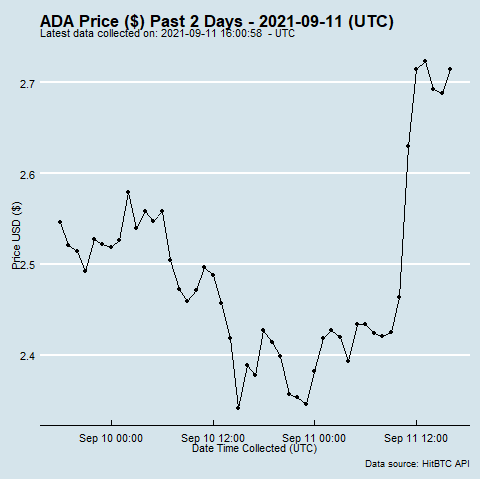 ADA Price ($) Past 2 Days - 2021-09-11 (UTC)
Latest data collected on: 2021-09-11 16:00:58 - UTC
Price USD ($)
2.7
2.6
2.5
2.4
Sep 10 00:00
Sep 10 12:00
Sep 11 00:00
Sep 11 12:00
Date Time Collected (UTC)
Data source: HitBTC API